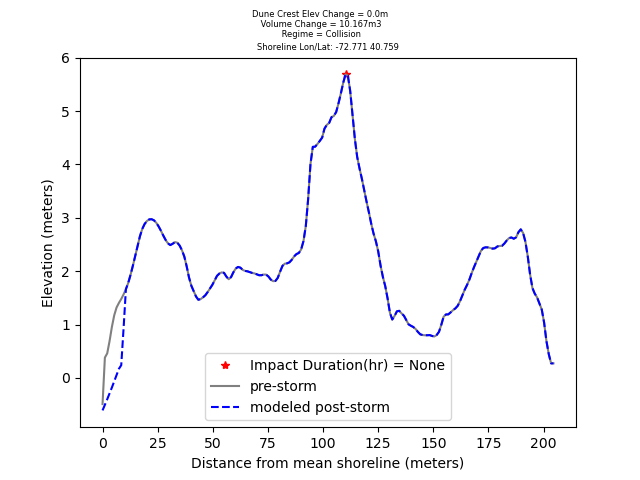 Dune Crest Elev Change = 0.0m
Volume Change = 10.167m3
Regime = Collision
Shoreline Lon/Lat: -72.771 40.759
Elevation (meters)
6
5
4
3
2
1
0
Impact Duration(hr) = None
pre-storm
modeled post-storm
0 25 50 75 100 125 150 175 200
Distance from mean shoreline (meters)